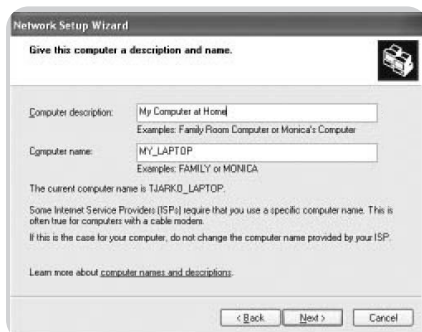 Network Setup Wizard
Give this computer a description and name.
Computer description:
My Computer at Home
Examples: Family Room Computer or Monica's Computer
Computer name:
MY_LAPTOP
Examples: FAMILY or MONICA
The current computer name is TJARKO_LAPTOP.
Some Internet Service Providers (ISPs) require that you use a specific computer name. This is
often true for computers with a cable modem.
If this is the case for your computer, do not change the computer name provided by your ISP.
Learn more about computer names and descriptions.
< Back
Next >
Cancel